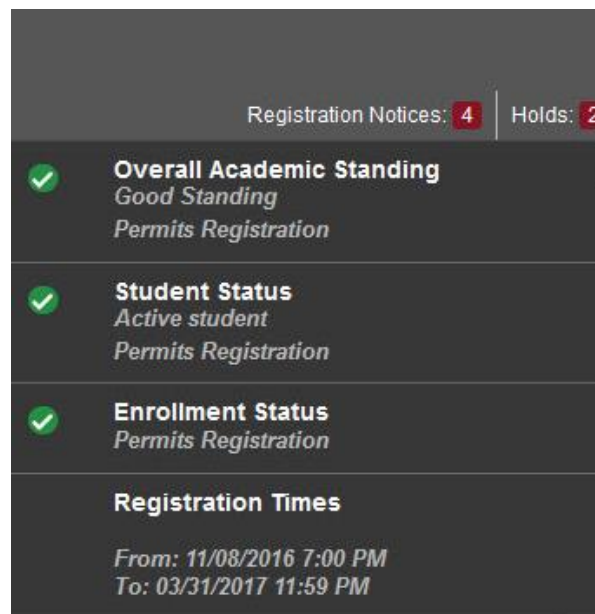 Registration Notices: 4 Holds: 2
Overall Academic Standing
Good Standing
Permits Registration
Student Status
Active student
Permits Registration
Enrollment Status
Permits Registration
Registration Times
From: 11/08/2016 7:00 PM
To: 03/31/2017 11:59 PM